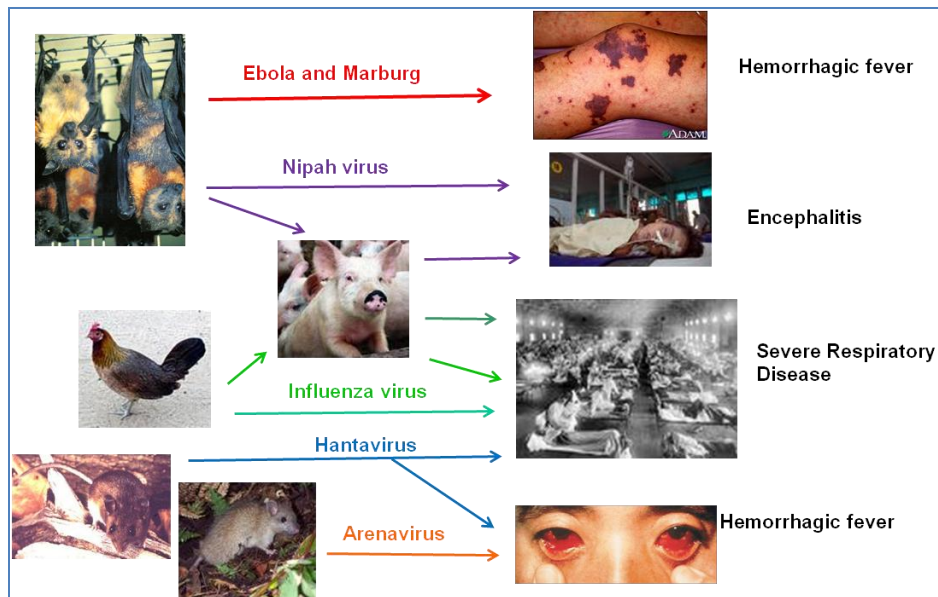 Ebola and Marburg
Hemorrhagic fever
ADAM
Nipah virus
Encephalitis
Severe Respiratory
Disease
Influenza virus
Hantavirus
Hemorrhagic fever
Arenavirus